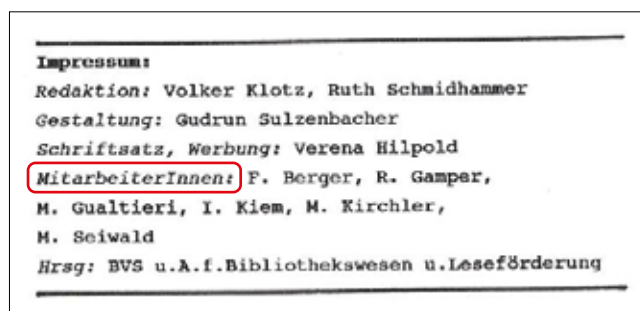 Impressum:
Redaktion: Volker Klotz, Ruth Schmidhammer
Gestaltung: Gudrun Sulzenbacher
Schriftsatz, Werbung: Verena Hilpold
MitarbeiterInnen: F. Berger, R. Gamper,
M. Gualtieri, I. Kiem, M. Kirchler,
M. Seiwald
Hrsg: BVS u.A.f.Bibliothekswesen u.Leseförderung